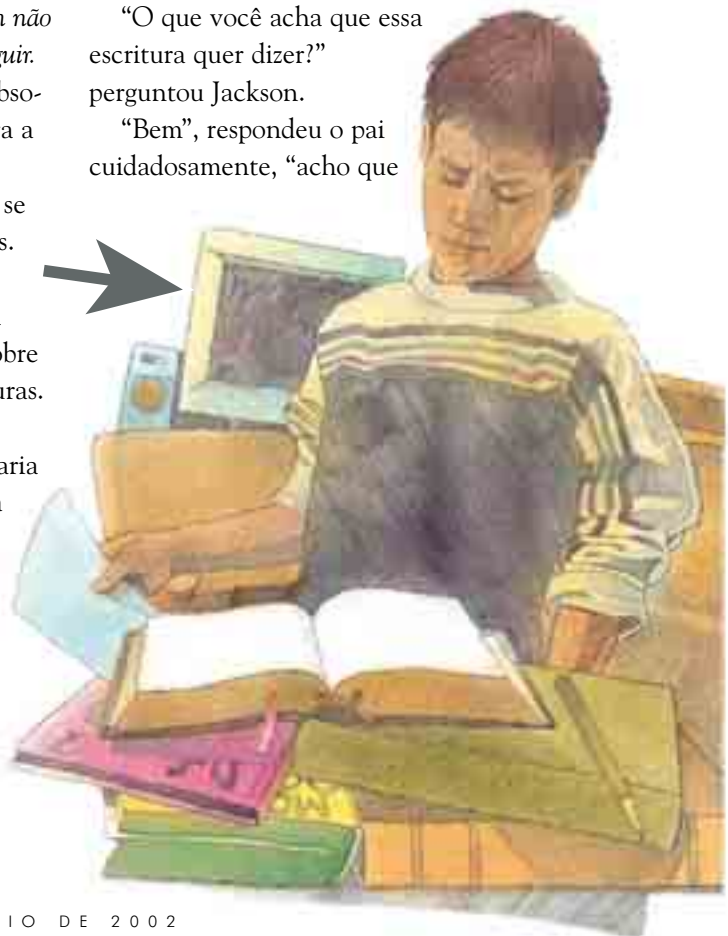 não
guir.
bso-
a a
se
s.
obre
uras.
aria
“O que você acha que essa
escritura quer dizer?”
perguntou Jackson.
“Bem”, respondeu o pai
cuidadosamente, “acho que
IO DE 2002